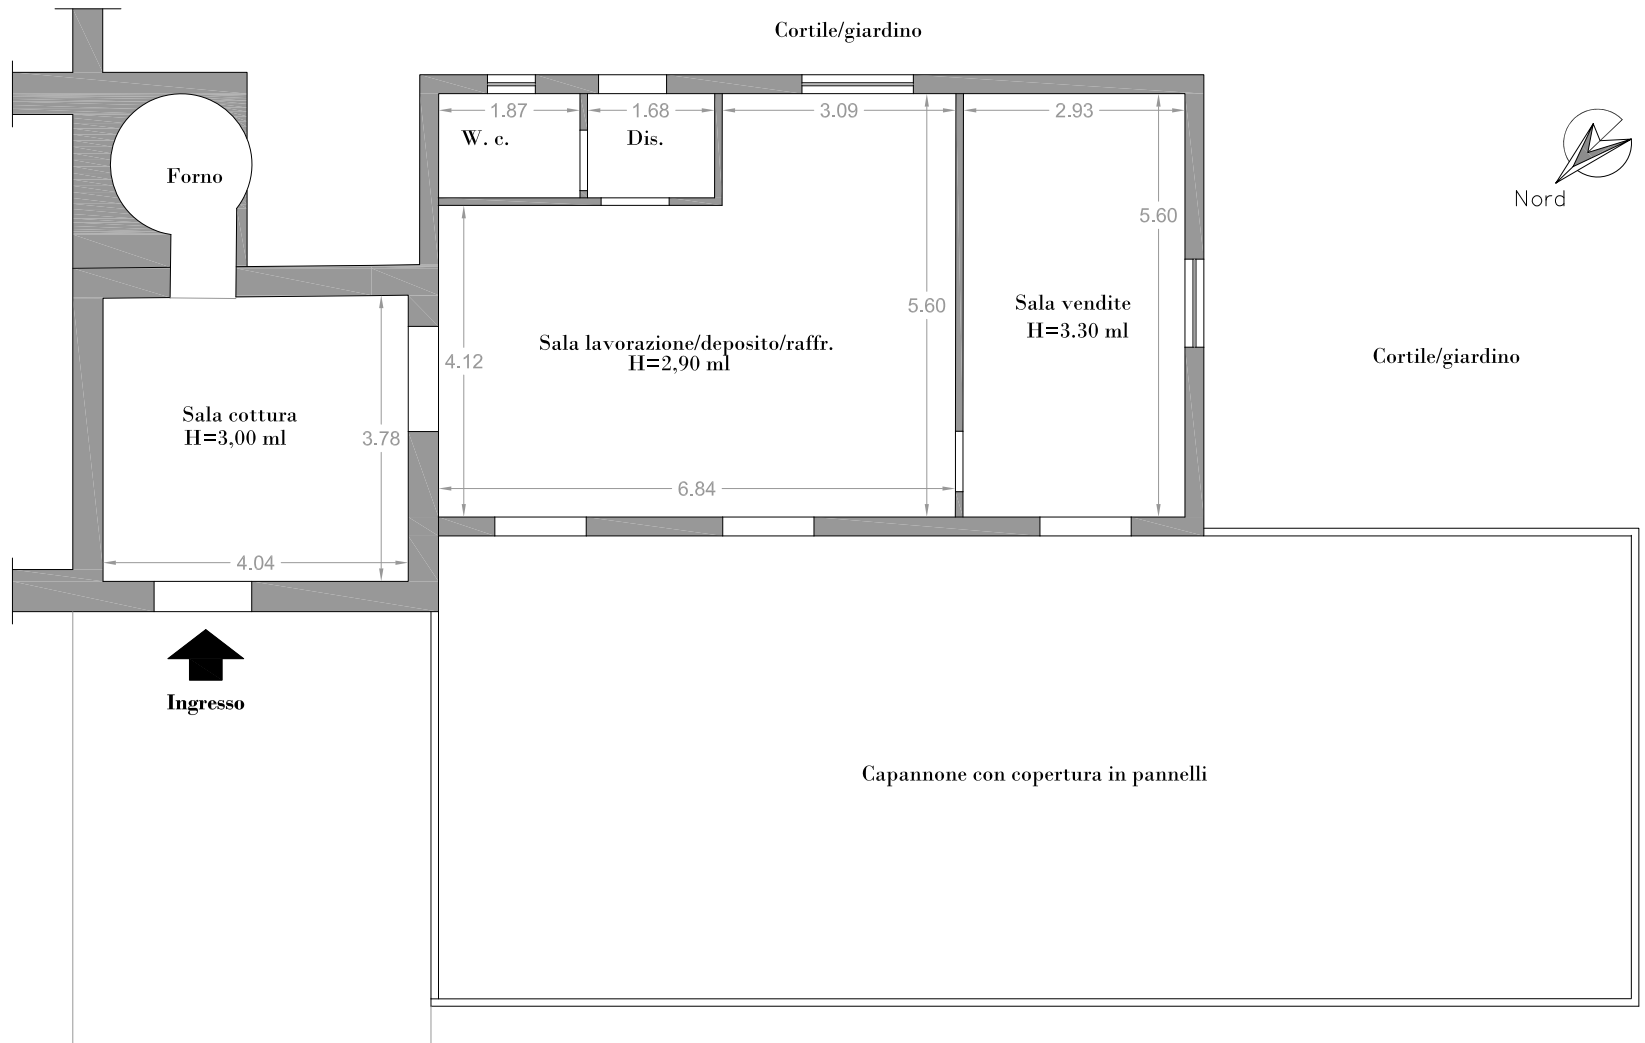 Cortile/giardino
1.87
1.68
3.09
2.93
W. c.
Dis.
Forno
Nord
5.60
5.60
Sala vendite
H=3.30 ml
Sala lavorazione/deposito/raffr.
H=2,90 ml
4.12
Cortile/giardino
Sala cottura
H=3,00 ml
3.78
6.84
4.04
Ingresso
Capannone con copertura in pannelli